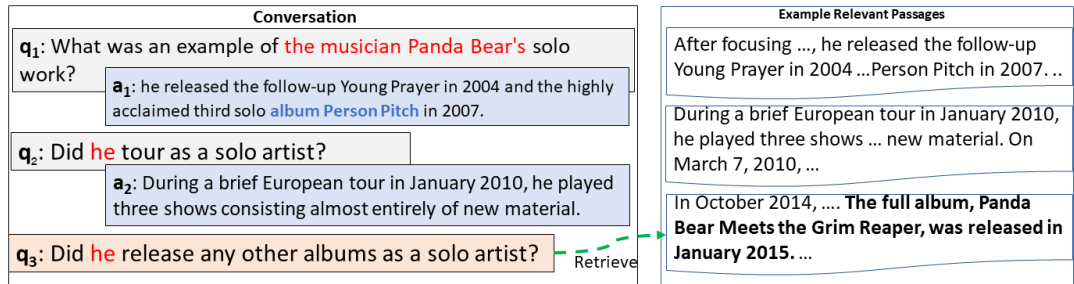 Conversation
q1: What was an example of the musician Panda Bear's solo
work?
a1: he released the follow-up Young Prayer in 2004 and the highly
acclaimed third solo album Person Pitch in 2007.
q2: Did he tour as a solo artist?
a2: During a brief European tour in January 2010, he played
three shows consisting almost entirely of new material.
q3: Did he release any other albums as a solo artist?
Retrieve
Example Relevant Passages
After focusing ..., he released the follow-up
Young Prayer in 2004 ...Person Pitch in 2007. ..
During a brief European tour in January 2010,
he played three shows ... new material. On
March 7, 2010, ...
In October 2014, .... The full album, Panda
Bear Meets the Grim Reaper, was released in
January 2015. ...